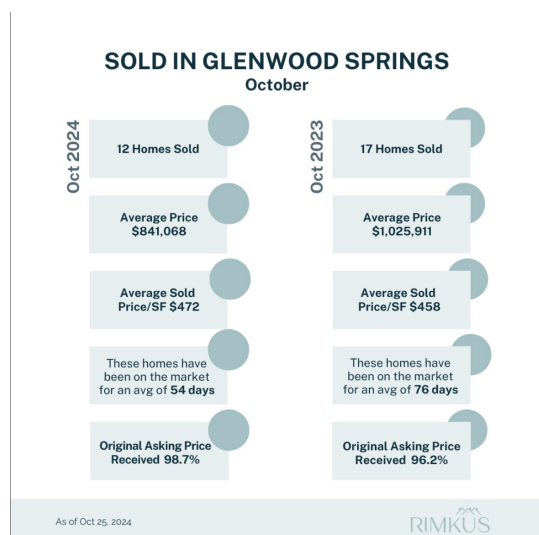 SOLD IN GLENWOOD SPRINGS
October
Oct 2024
12 Homes Sold
Average Price
$841,068
Average Sold
Price/SF $472
These homes have
been on the market
for an avg of 54 days
Original Asking Price
Received 98.7%
Oct 2023
17 Homes Sold
Average Price
$1,025,911
Average Sold
Price/SF $458
These homes have
been on the market
for an avg of 76 days
Original Asking Price
Received 96.2%
As of Oct 25, 2024
RIMKUS